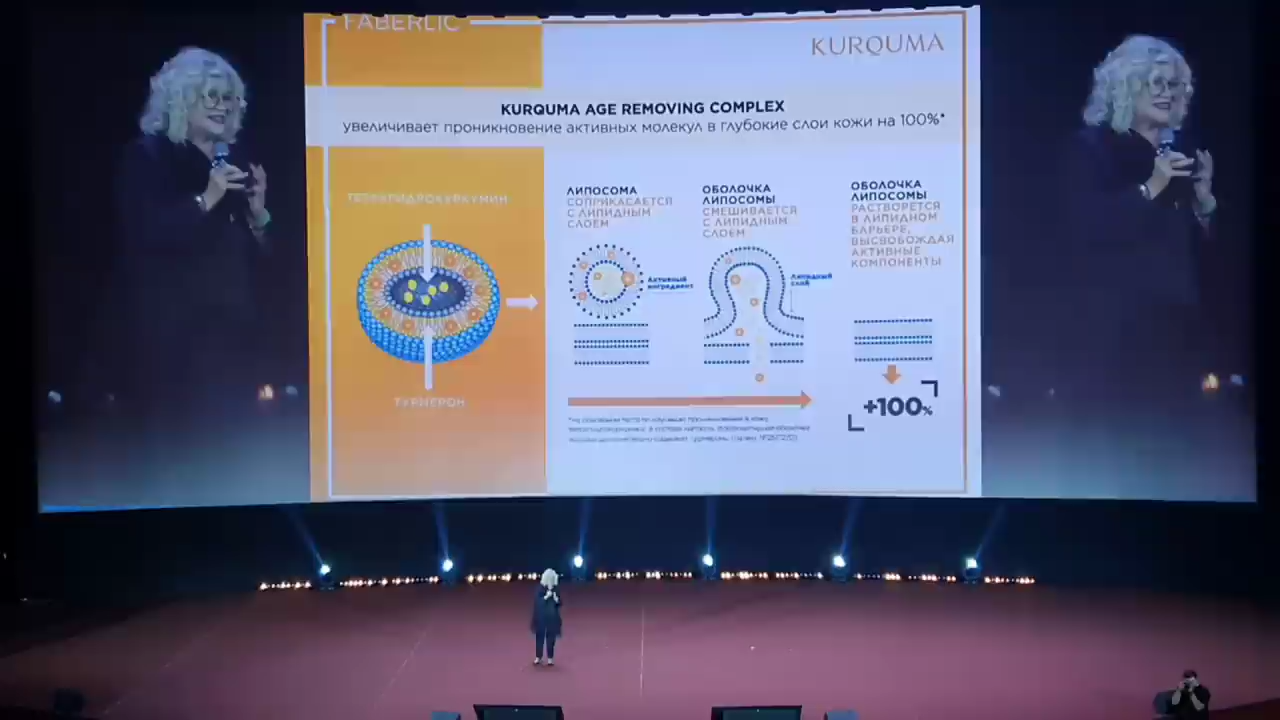 FABERLIC
KURQUMA
KURQUMA AGE REMOVING COMPLEX
увеличивает проникновение активных молекул в глубокие слои кожи на 100%*
ТЕТРАГИДРОКУРКУМИН
ТУРМЕРОН
ЛИПОСОМА
СОПРИКАСАЕТСЯ
С ЛИПИДНЫМ
СЛОЕМ
Активный
ингредиент
ОБОЛОЧКА
ЛИПОСОМЫ
СМЕШИВАЕТСЯ
С ЛИПИДНЫМ
СЛОЕМ
Липидный
слой
ОБОЛОЧКА
ЛИПОСОМЫ
РАСТВОРЕТСЯ
В ЛИПИДНОМ
БАРЬЕРЕ,
ВЫСВОБОЖДАЯ
АКТИВНЫЕ
КОМПОНЕНТЫ
+100%